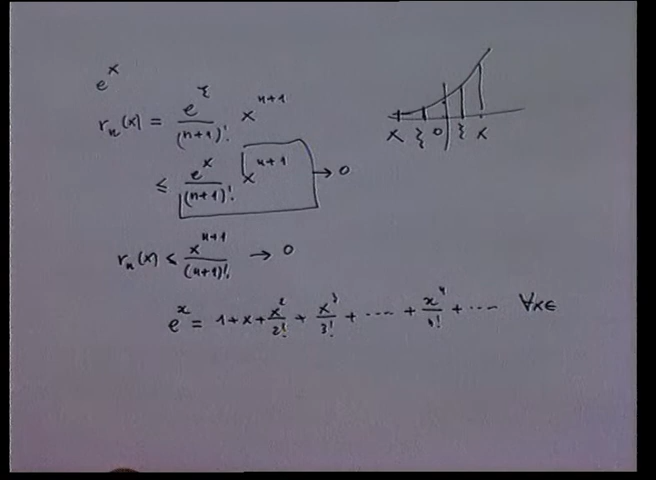 e^x
r_n(x) = e^ξ/(n+1)! x^{n+1}
≤ e^x/(n+1)! x^{n+1} → 0
r_n(x) < x^{n+1}/(n+1)! → 0
e^x = 1+x+x^2/2!+x^3/3!+ ···· +x^n/n!+ ···· ∀x∈
x ξ 0 ξ x